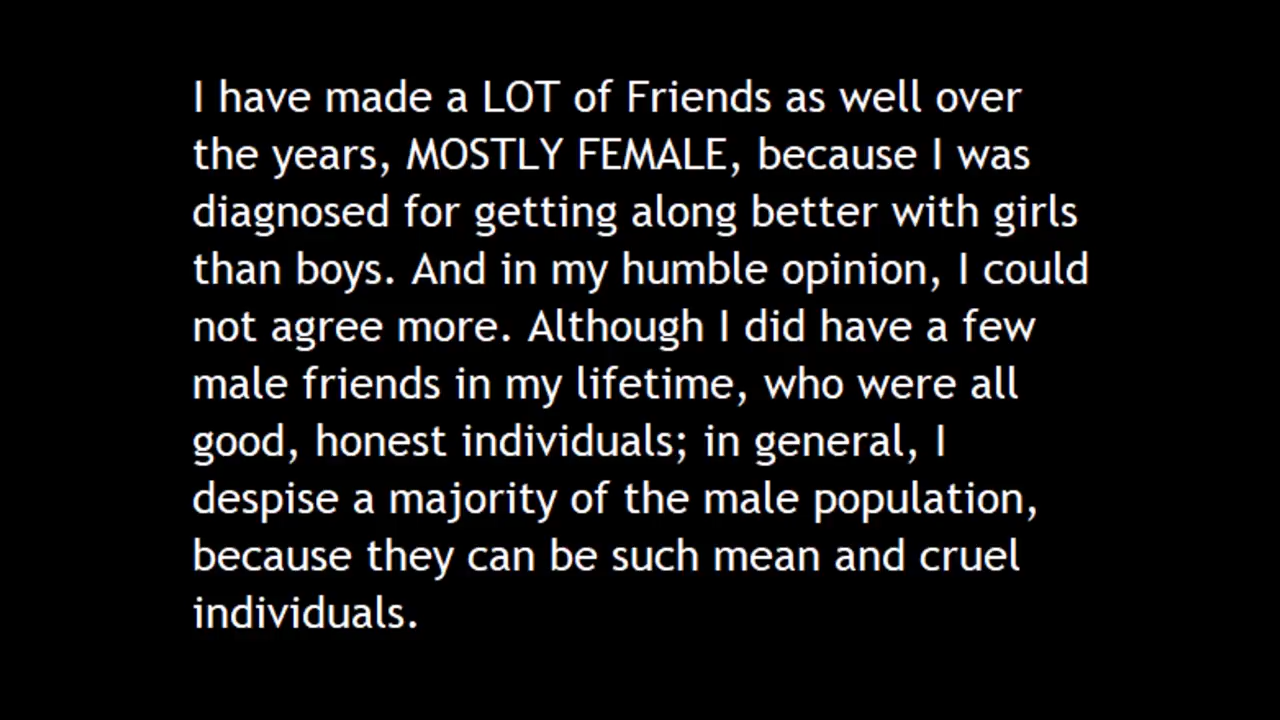 I have made a LOT of Friends as well over
the years, MOSTLY FEMALE, because I was
diagnosed for getting along better with girls
than boys. And in my humble opinion, I could
not agree more. Although I did have a few
male friends in my lifetime, who were all
good, honest individuals; in general, I
despise a majority of the male population,
because they can be such mean and cruel
individuals.